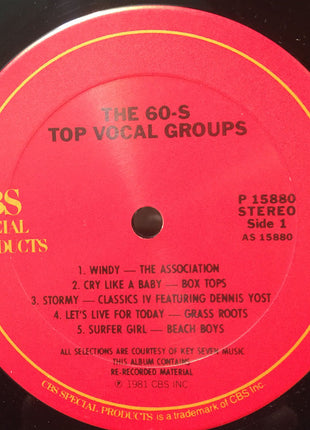 THE 60-S
TOP VOCAL GROUPS
P 15880
STEREO
Side 1
AS 15880
1. WINDY — THE ASSOCIATION
2. CRY LIKE A BABY — BOX TOPS
3. STORMY — CLASSICS IV FEATURING DENNIS YOST
4. LET'S LIVE FOR TODAY — GRASS ROOTS
5. SURFER GIRL — BEACH BOYS
ALL SELECTIONS ARE COURTESY OF KEY SEVEN MUSIC
THIS ALBUM CONTAINS
RE-RECORDED MATERIAL
℗ 1981 CBS INC
CBS SPECIAL PRODUCTS is a trademark of CBS Inc.